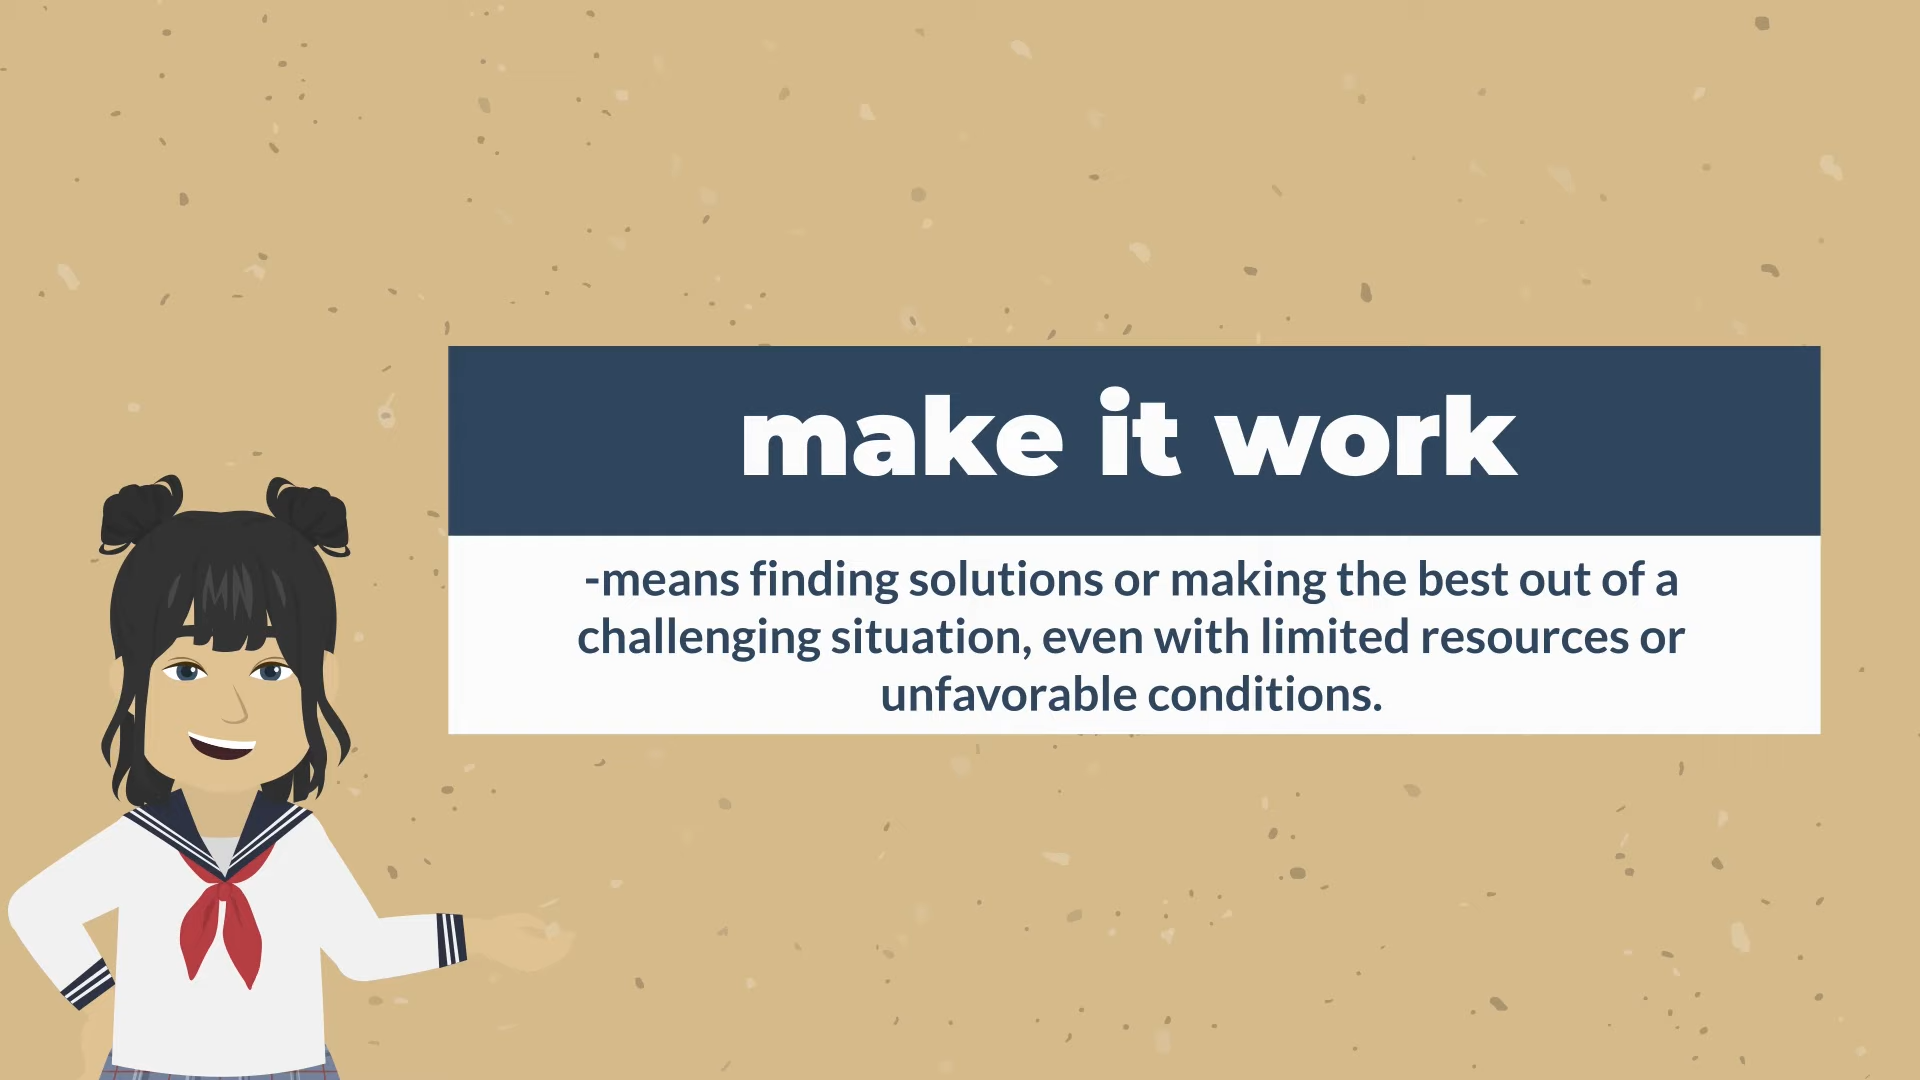 make it work
-means finding solutions or making the best out of a
challenging situation, even with limited resources or
unfavorable conditions.